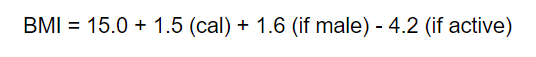 BMI = 15.0 + 1.5 (cal) + 1.6 (if male) - 4.2 (if active)